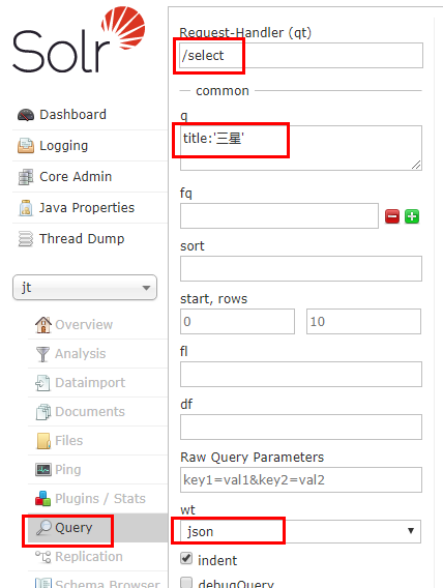 Solr
Dashboard
Logging
Core Admin
Java Properties
Thread Dump
jt
Overview
Analysis
Dataimport
Documents
Files
Ping
Plugins / Stats
Query
Replication
Schema Browser
Request-Handler (qt)
/select
common
q
title:'三星'
fq
sort
start, rows
0 10
fl
df
Raw Query Parameters
key1=val1&key2=val2
wt
json
indent
debugQuery